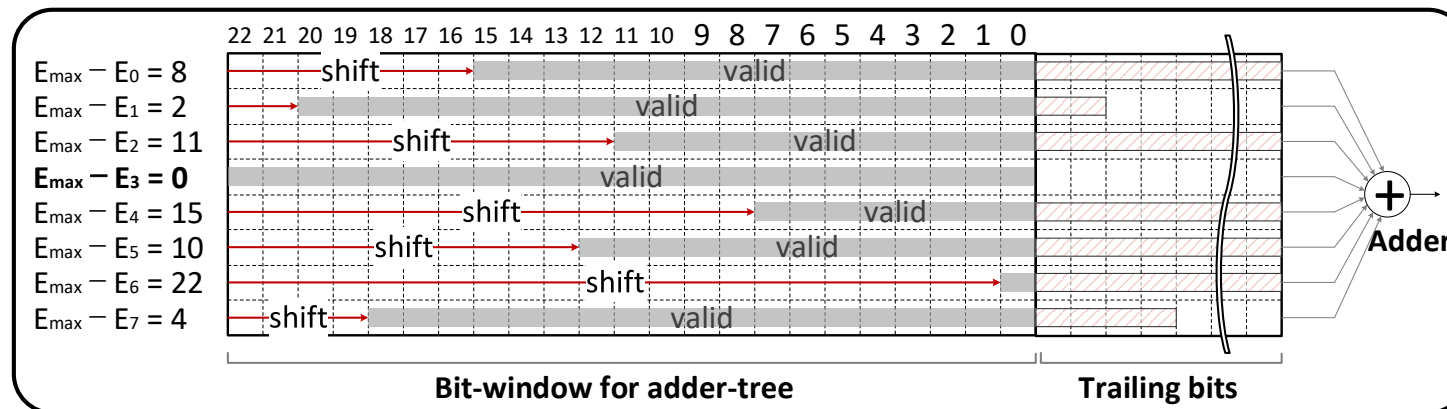 22 21 20 19 18 17 16 15 14 13 12 11 10 9 8 7 6 5 4 3 2 1 0
Emax − E0 = 8 shift valid
Emax − E1 = 2 valid
Emax − E2 = 11 shift valid
Emax − E3 = 0 valid
Emax − E4 = 15 shift valid
Emax − E5 = 10 shift valid
Emax − E6 = 22 shift
Emax − E7 = 4 shift valid
+
Adder
Bit-window for adder-tree Trailing bits